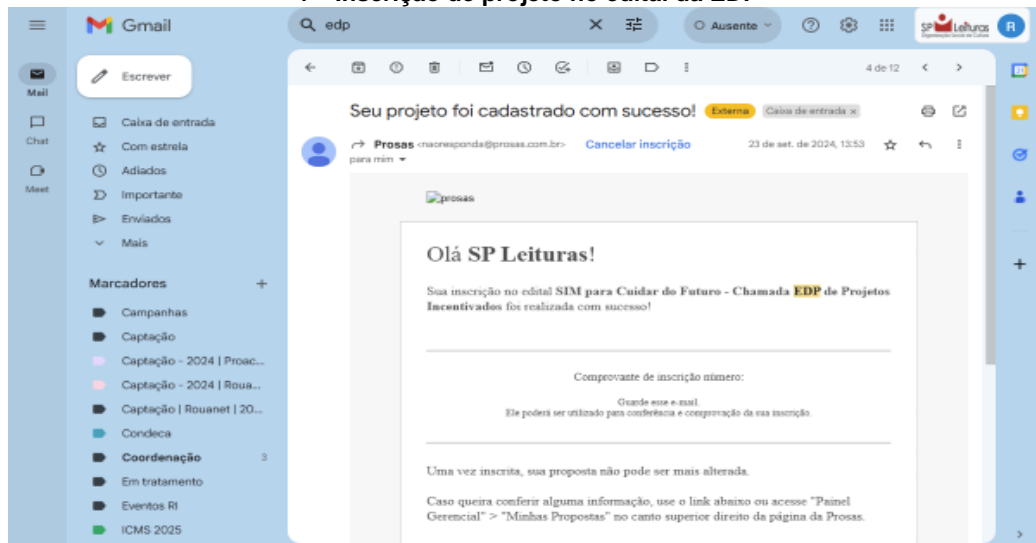 Inscrição de projeto no edital da EDP
Gmail
edp
Ausente
SP Leituras
R
Mail
Chat
Meet
Escrever
Caixa de entrada
Com estrela
Adiados
Importante
Enviados
Mais
Marcadores
Campanhas
Captação
Captação - 2024 | Proac...
Captação - 2024 | Roua...
Captação | Rouanet | 20...
Condeca
Coordenação 3
Em tratamento
Eventos RI
ICMS 2025
4 de 12
Seu projeto foi cadastrado com sucesso! Externa Caixa de entrada x
Prosas <naoresponda@prosas.com.br> Cancelar inscrição 23 de set. de 2024, 13:53
para mim
prosas
Olá SP Leituras!
Sua inscrição no edital SIM para Cuidar do Futuro - Chamada EDP de Projetos
Incentivados foi realizada com sucesso!
Comprovante de inscrição número:
Guarde esse e-mail.
Ele poderá ser utilizado para conferência e comprovação da sua inscrição.
Uma vez inscrita, sua proposta não pode ser mais alterada.
Caso queira conferir alguma informação, use o link abaixo ou acesse "Painel
Gerencial" > "Minhas Propostas" no canto superior direito da página da Prosas.